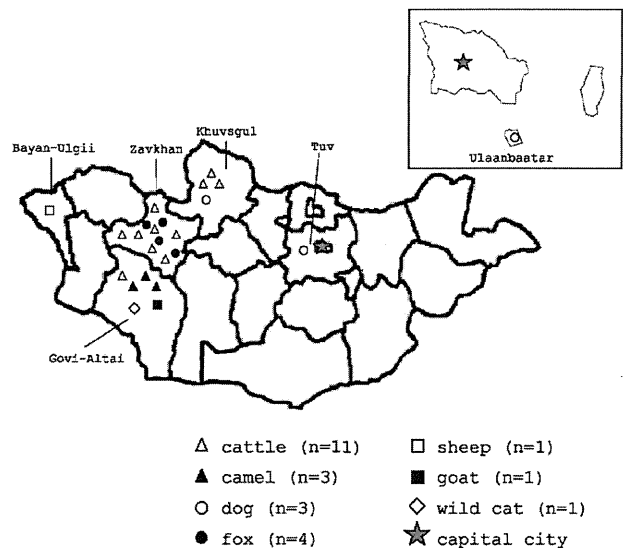 Ulaanbaatar
Khuvsgul
Bayan-Ulgii
Zavkhan
Tuv
Govi-Altai
cattle (n=11)
sheep (n=1)
camel (n=3)
goat (n=1)
dog (n=3)
wild cat (n=1)
fox (n=4)
capital city